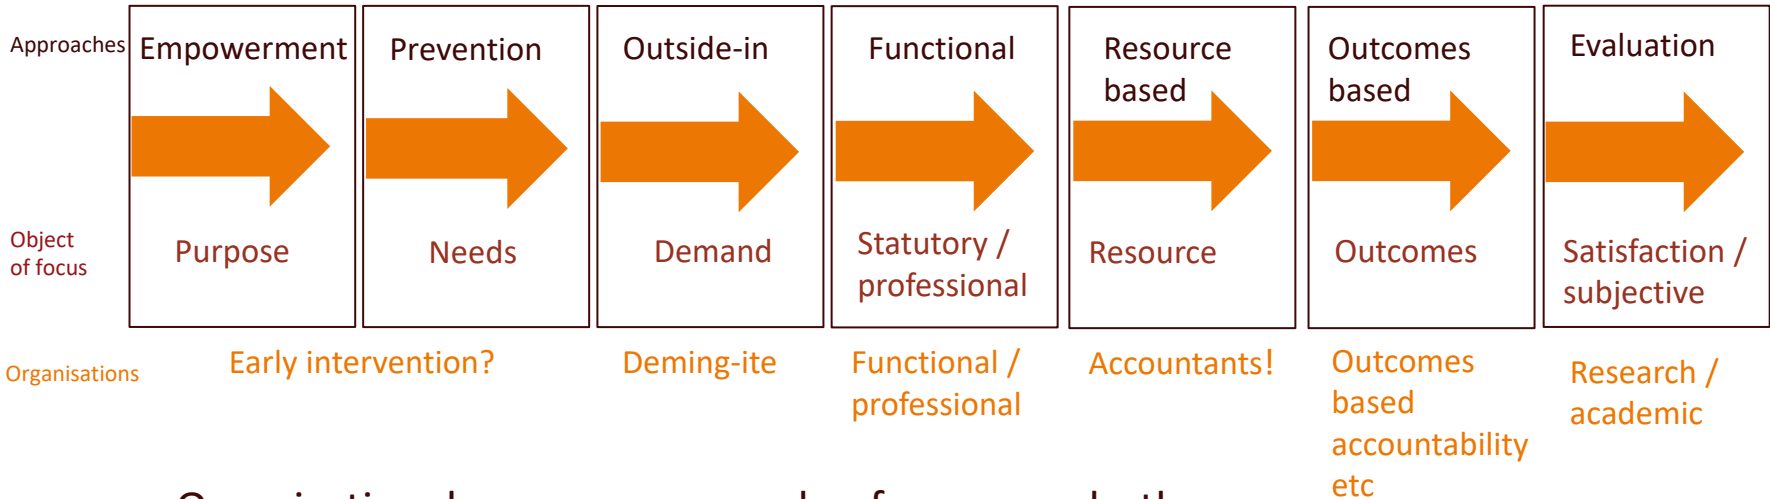 Approaches
Empowerment
Prevention
Outside-in
Functional
Resource
based
Outcomes
based
Evaluation
Object
of focus
Purpose
Needs
Demand
Statutory /
professional
Resource
Outcomes
Satisfaction /
subjective
Organisations
Early intervention?
Deming-ite
Functional /
professional
Accountants!
Outcomes
based
accountability
etc
Research /
academic